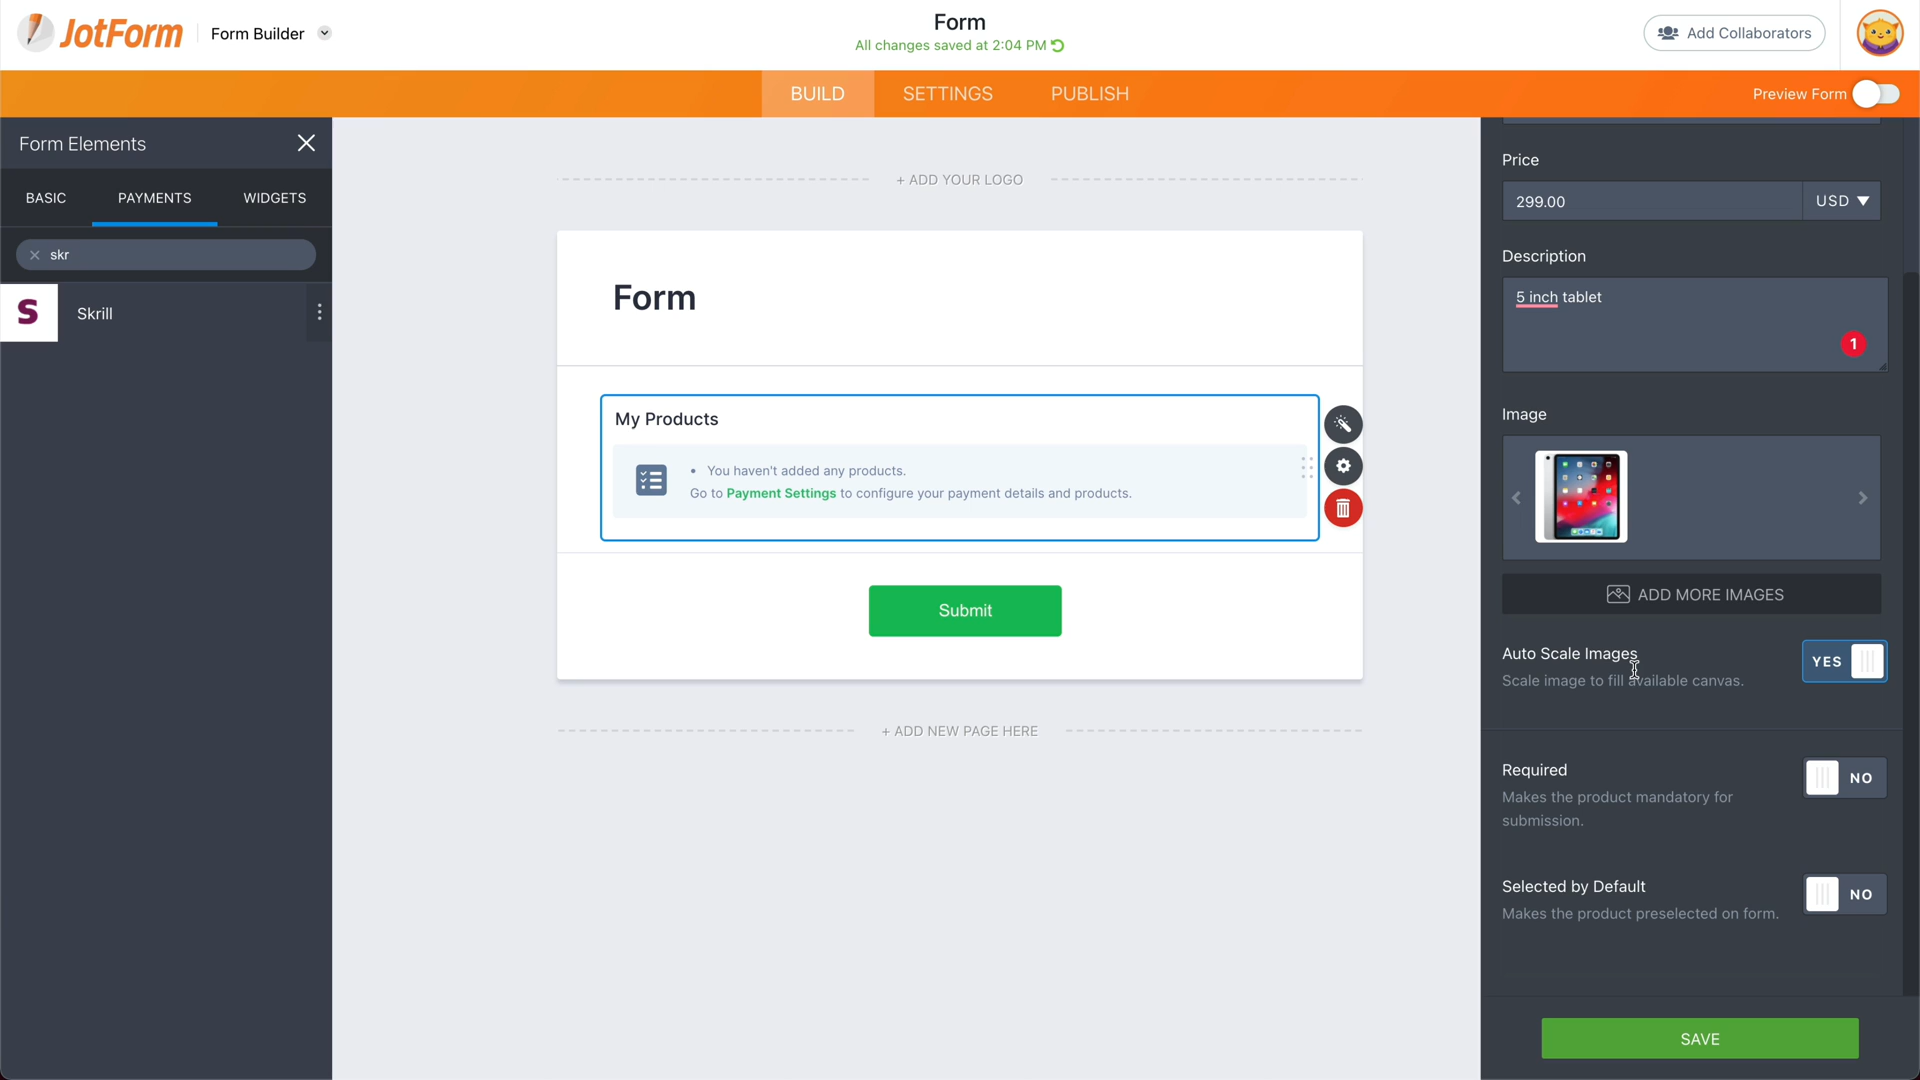 JotForm
Form Builder
Form
All changes saved at 2:04 PM
Add Collaborators
BUILD
SETTINGS
PUBLISH
Preview Form
Form Elements
BASIC
PAYMENTS
WIDGETS
skr
S
Skrill
+ ADD YOUR LOGO
Form
My Products
• You haven't added any products.
Go to Payment Settings to configure your payment details and products.
Submit
+ ADD NEW PAGE HERE
Price
299.00
USD
Description
5 inch tablet
1
Image
ADD MORE IMAGES
Auto Scale Images
Scale image to fill available canvas.
YES
Required
Makes the product mandatory for
submission.
NO
Selected by Default
Makes the product preselected on form.
NO
SAVE